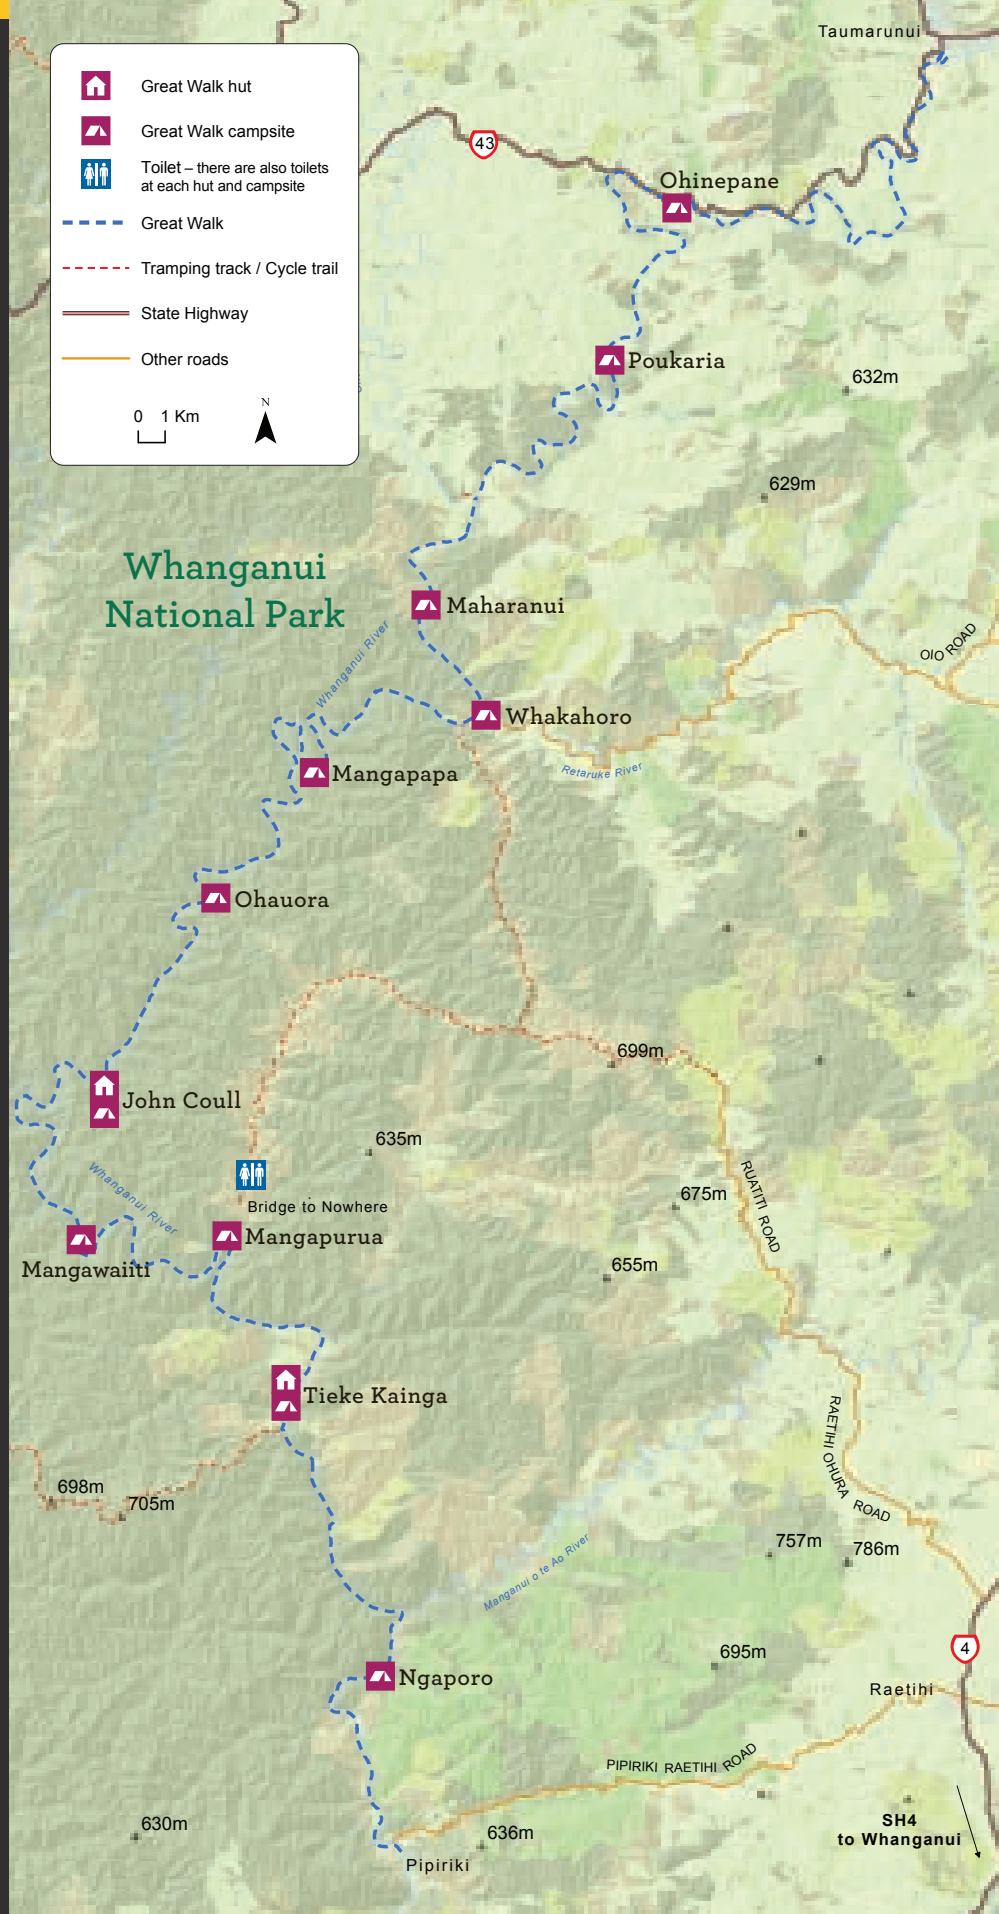 Taumarunui
Great Walk hut
Great Walk campsite
Toilet – there are also toilets
at each hut and campsite
Great Walk
Tramping track / Cycle trail
State Highway
Other roads
0 1 Km
N
43
Ohinepane
Poukaria
632m
629m
Whanganui
National Park
Maharanui
Whanganui River
OIO ROAD
Whakahoro
Retaruke River
Mangapapa
Ohauora
699m
John Coull
635m
Whanganui River
RUATITI ROAD
675m
Bridge to Nowhere
Mangapurua
Mangawaiiti
655m
Tieke Kainga
RAETIHI OHURA ROAD
698m
705m
757m
786m
Manganui o te Ao River
4
695m
Ngaporo
Raetihi
PIPIRIKI RAETIHI ROAD
630m
636m
SH4
to Whanganui
Pipiriki